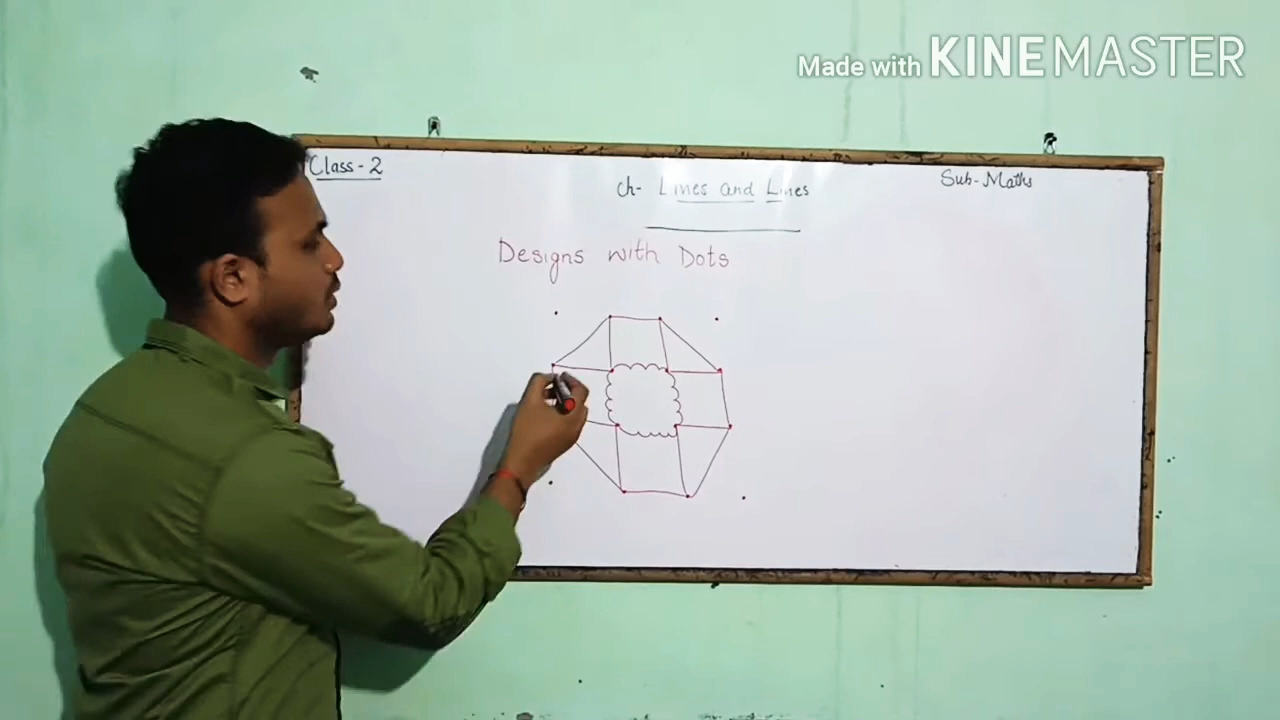 Made with KINEMASTER
Class-2
Ch- Lines and Lines
Sub-Maths
Designs with Dots